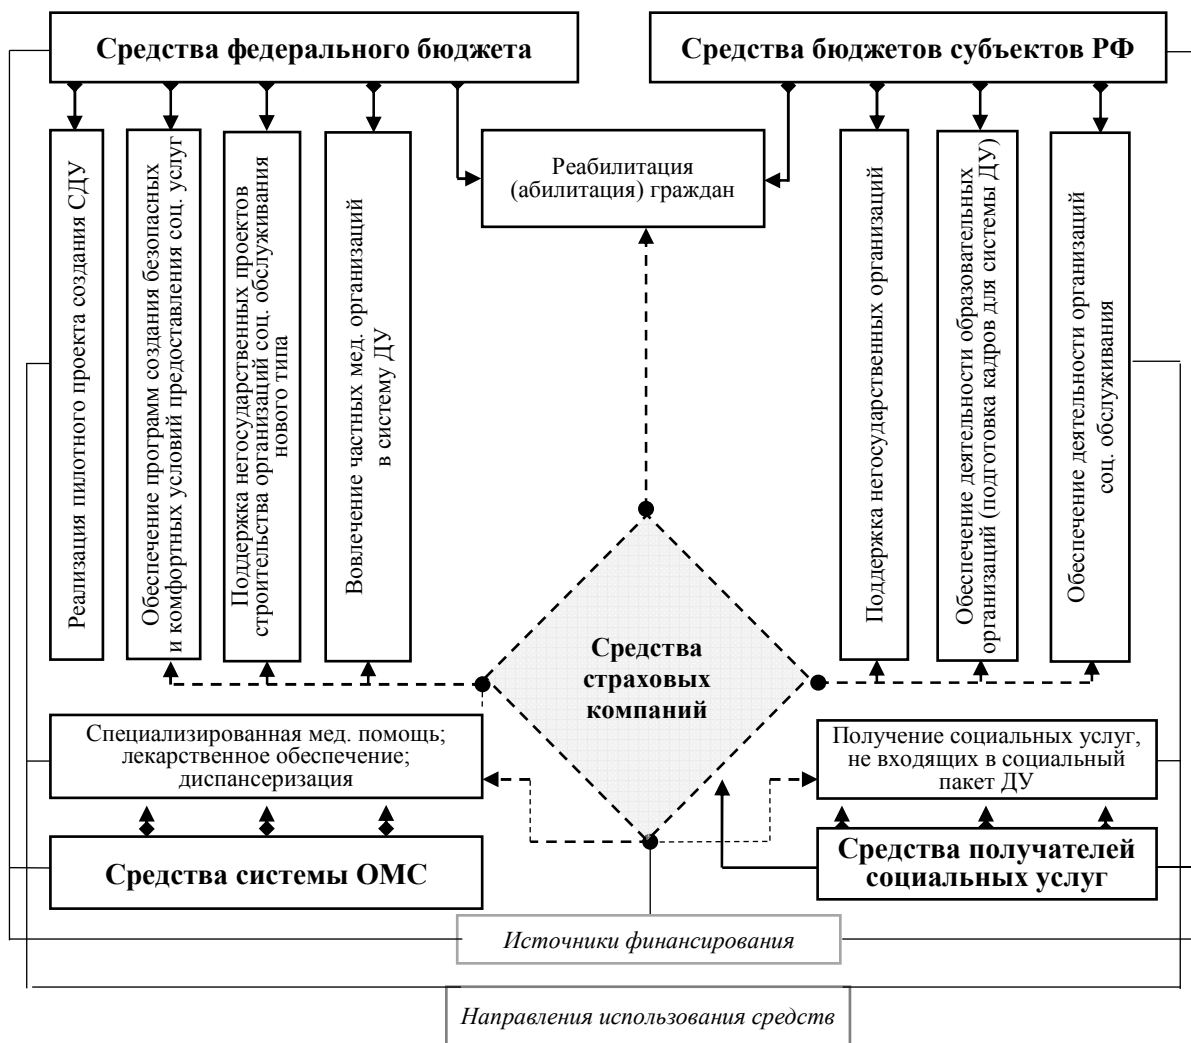 Средства федерального бюджета
Средства бюджетов субъектов РФ
Реализация пилотного проекта создания СДУ
Обеспечение программ создания безопасных
и комфортных условий предоставления соц. услуг
Поддержка негосударственных проектов
строительства организаций соц. обслуживания
нового типа
Вовлечение частных мед. организаций
в систему ДУ
Реабилитация
(абилитация) граждан
Поддержка негосударственных организаций
Обеспечение деятельности образовательных
организаций (подготовка кадров для системы ДУ)
Обеспечение деятельности организаций
соц. обслуживания
Средства
страховых
компаний
Специализированная мед. помощь;
лекарственное обеспечение;
диспансеризация
Получение социальных услуг,
не входящих в социальный
пакет ДУ
Средства системы ОМС
Средства получателей
социальных услуг
Источники финансирования
Направления использования средств